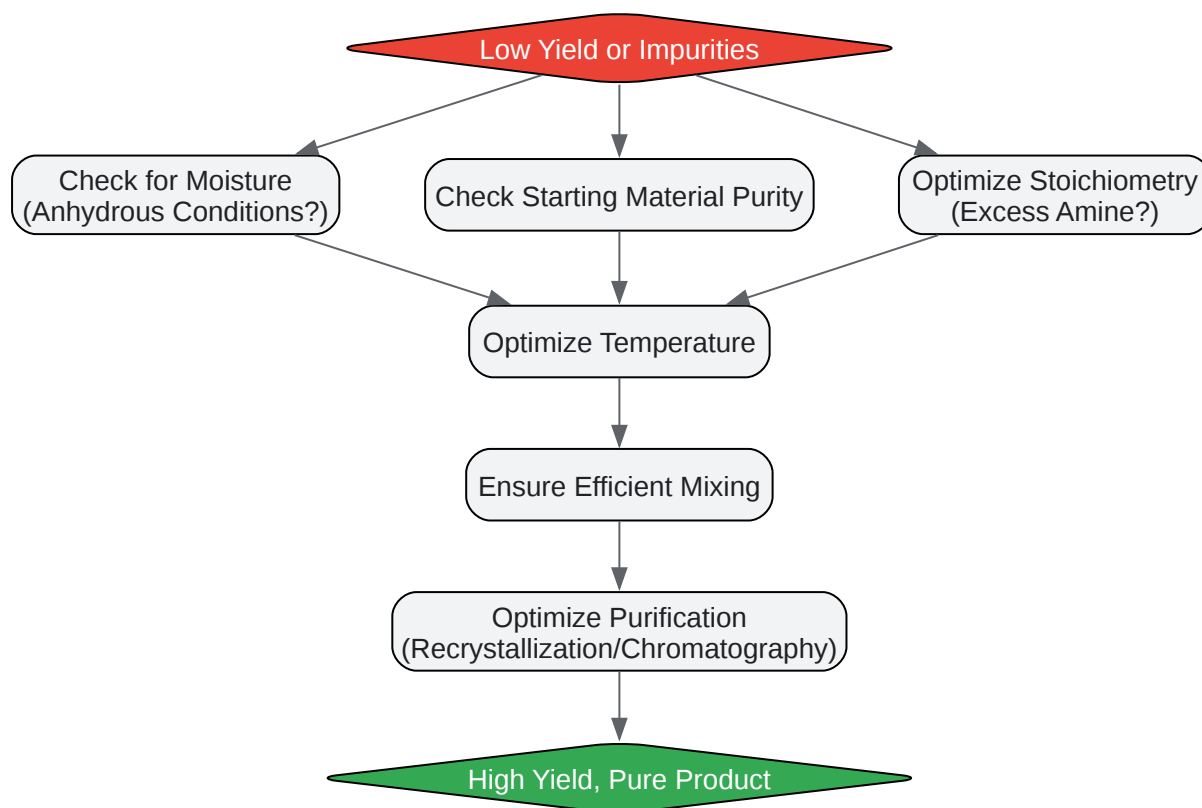 Low Yield or Impurities
Check for Moisture
(Anhydrous Conditions?)
Check Starting Material Purity
Optimize Stoichiometry
(Excess Amine?)
Optimize Temperature
Ensure Efficient Mixing
Optimize Purification
(Recrystallization/Chromatography)
High Yield, Pure Product